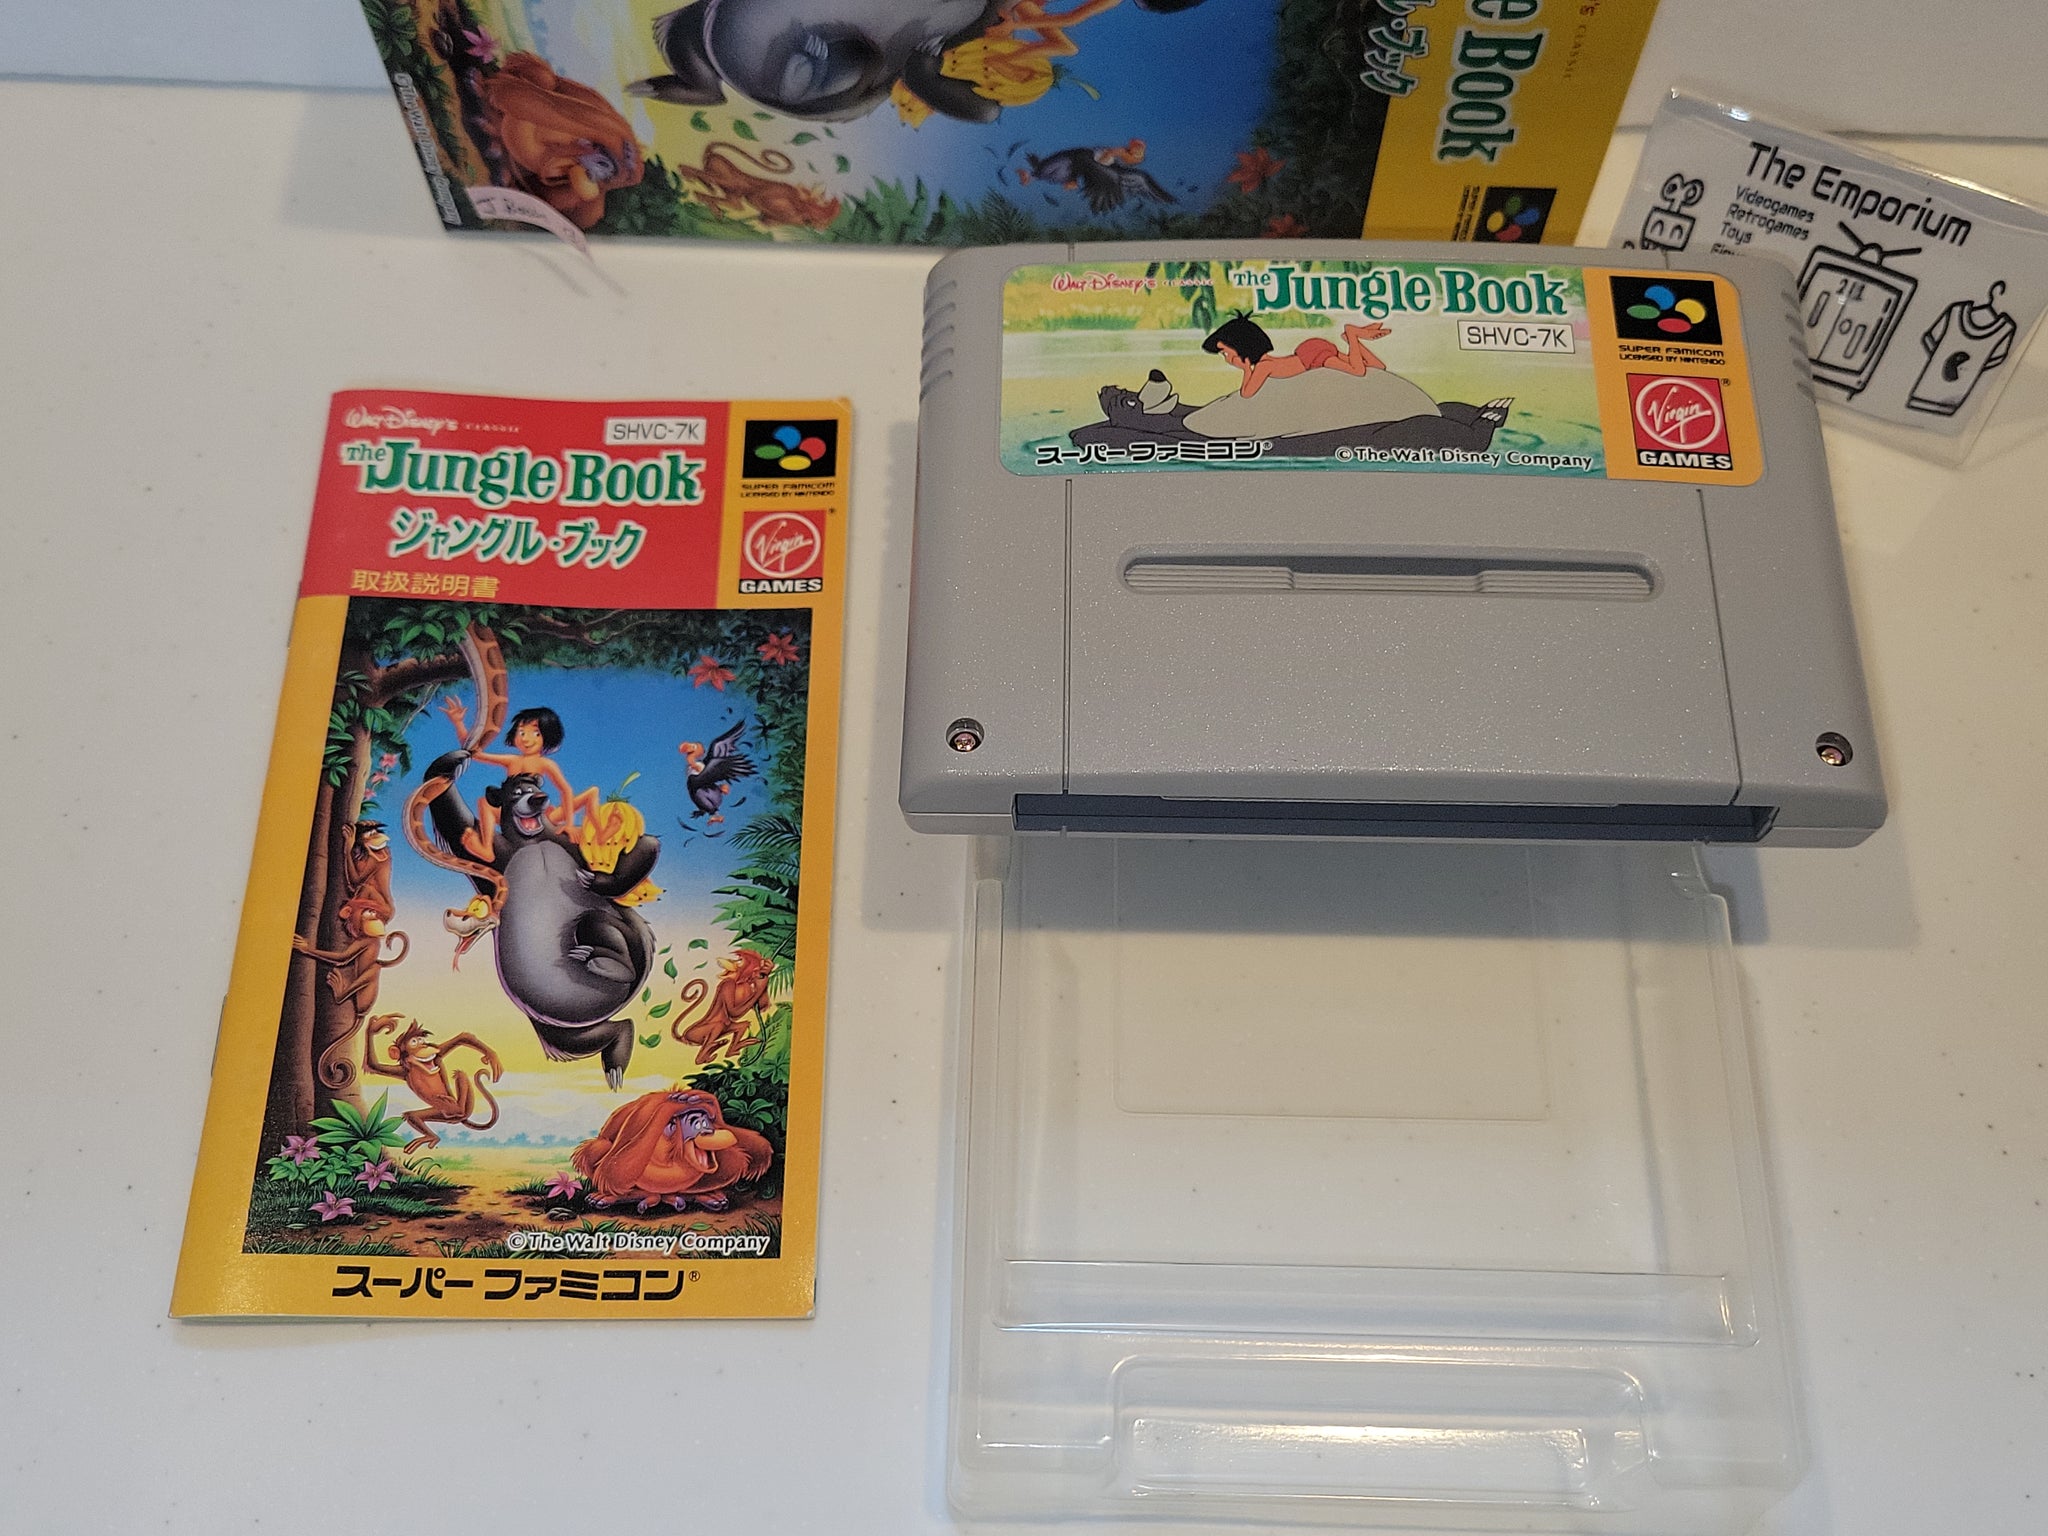 e Book
ル・ブック
'S CLASSIC
The Emporium
Videogames
Retrogames
Toys
WALT DISNEY'S CLASSIC
The Jungle Book
SHVC-7K
SUPER FAMICOM
LICENSED BY NINTENDO
Virgin®
GAMES
スーパーファミコン®
© The Walt Disney Company
WALT DISNEY'S CLASSIC
SHVC-7K
The Jungle Book
ジャングル・ブック
取扱説明書
SUPER FAMICOM
LICENSED BY NINTENDO
Virgin®
GAMES
© The Walt Disney Company
スーパーファミコン®